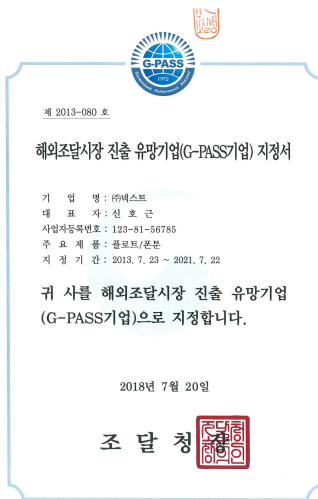 G-PASS
PPS
Government Performance Assured
제 2013-080 호
해외조달시장 진출 유망기업(G-PASS기업) 지정서
기 업 명 : ㈜넥스트
대 표 자 : 신호근
사업자등록번호 : 123-81-56785
주 요 제 품 : 플로트/폰툰
지 정 기 간 : 2013. 7. 23 ~ 2021. 7. 22
귀 사를 해외조달시장 진출 유망기업
(G-PASS기업)으로 지정합니다.
2018년 7월 20일
조 달 청 장